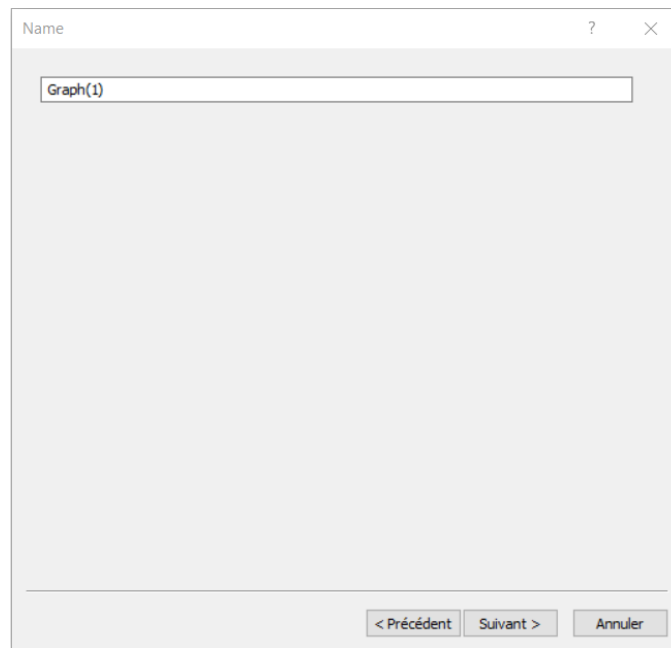 Name ? ×
Graph(1)
< Précédent Suivant > Annuler